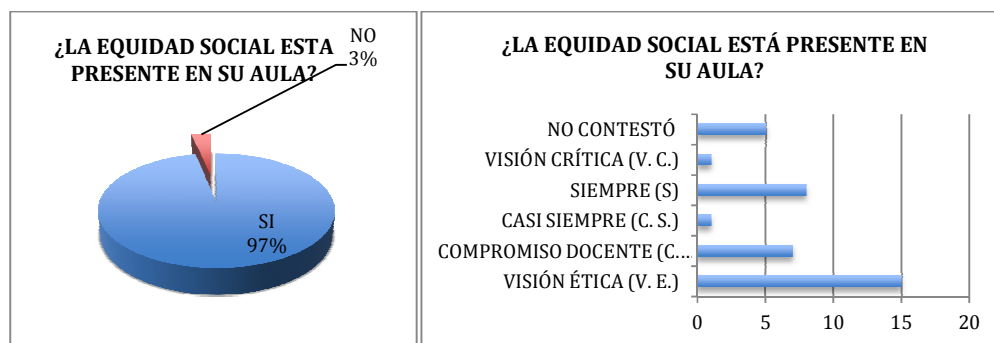 ¿LA EQUIDAD SOCIAL ESTA
PRESENTE EN SU AULA?
NO
3%
SI
97%
¿LA EQUIDAD SOCIAL ESTÁ PRESENTE EN
SU AULA?
NO CONTESTÓ
VISIÓN CRÍTICA (V. C.)
SIEMPRE (S)
CASI SIEMPRE (C. S.)
COMPROMISO DOCENTE (C...
VISIÓN ÉTICA (V. E.)
0 5 10 15 20